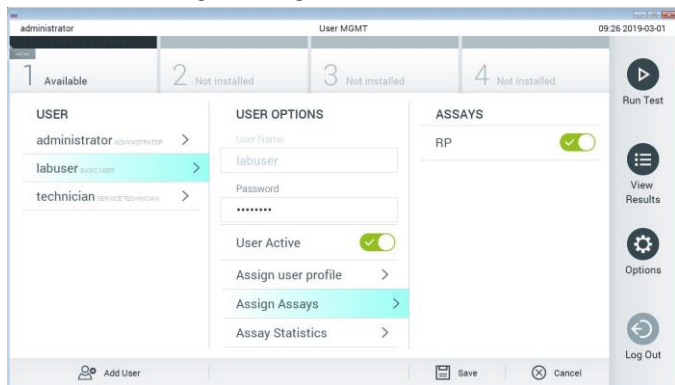 administrator User MGMT 09:26 2019-03-01
1 Available 2 Not installed 3 Not installed 4 Not installed
Run Test
USER USER OPTIONS ASSAYS
administrator ADMINISTRATOR > User Name RP
labuser BASIC USER > labuser
technician SERVICE TECHNICIAN > Password
••••••••
User Active
Assign user profile >
Assign Assays >
Assay Statistics >
View
Results
Options
Log Out
Add User Save Cancel